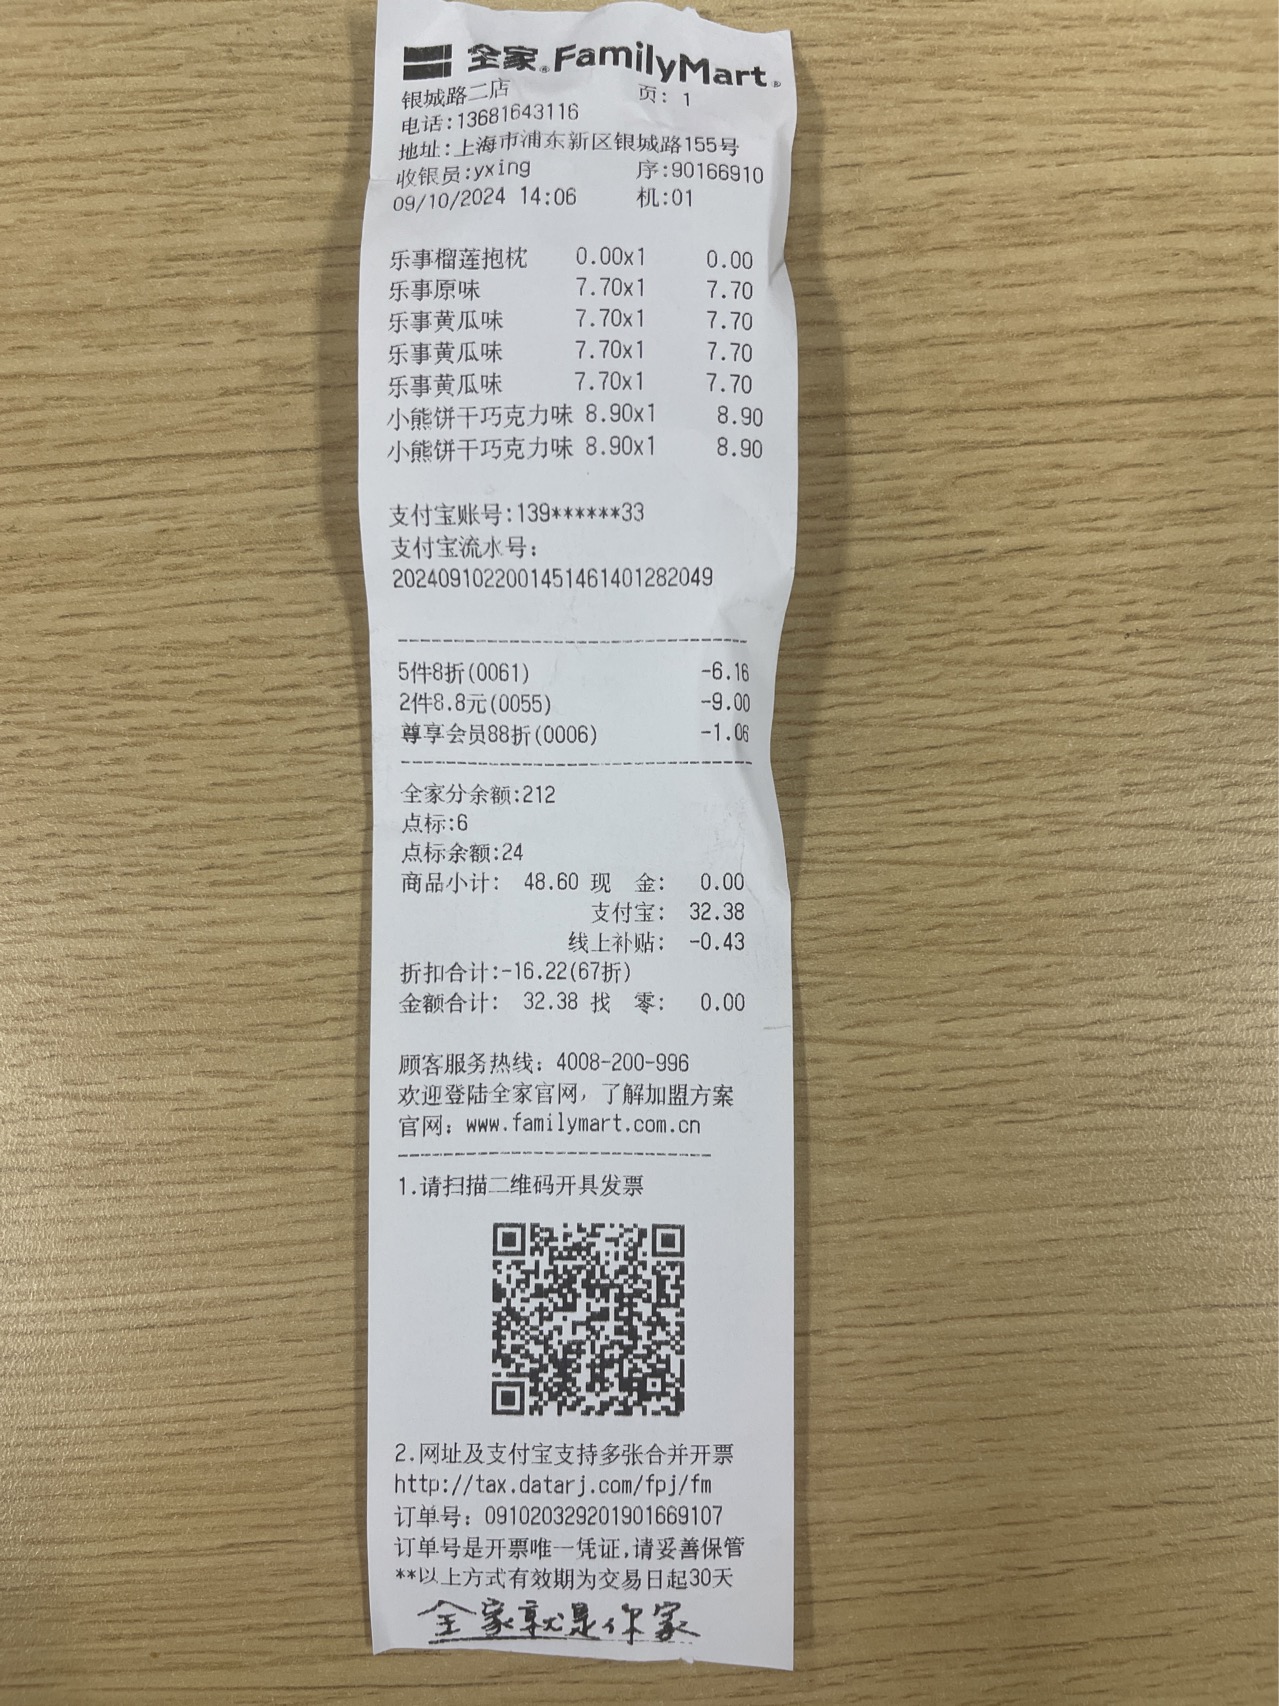 全家®FamilyMart®
银城路二店 页: 1
电话:13681643116
地址:上海市浦东新区银城路155号
收银员:yxing 序:90166910
09/10/2024 14:06 机:01
乐事榴莲抱枕 0.00x1 0.00
乐事原味 7.70x1 7.70
乐事黄瓜味 7.70x1 7.70
乐事黄瓜味 7.70x1 7.70
乐事黄瓜味 7.70x1 7.70
小熊饼干巧克力味 8.90x1 8.90
小熊饼干巧克力味 8.90x1 8.90
支付宝账号:139******33
支付宝流水号:
2024091022001451461401282049
5件8折(0061) -6.16
2件8.8元(0055) -9.00
尊享会员88折(0006) -1.06
全家分余额:212
点标:6
点标余额:24
商品小计: 48.60 现 金: 0.00
支付宝: 32.38
线上补贴: -0.43
折扣合计:-16.22(67折)
金额合计: 32.38 找 零: 0.00
顾客服务热线: 4008-200-996
欢迎登陆全家官网, 了解加盟方案
官网: www.familymart.com.cn
1.请扫描二维码开具发票
2.网址及支付宝支持多张合并开票
http://tax.datarj.com/fpj/fm
订单号: 091020329201901669107
订单号是开票唯一凭证,请妥善保管
**以上方式有效期为交易日起30天
全家就是你家